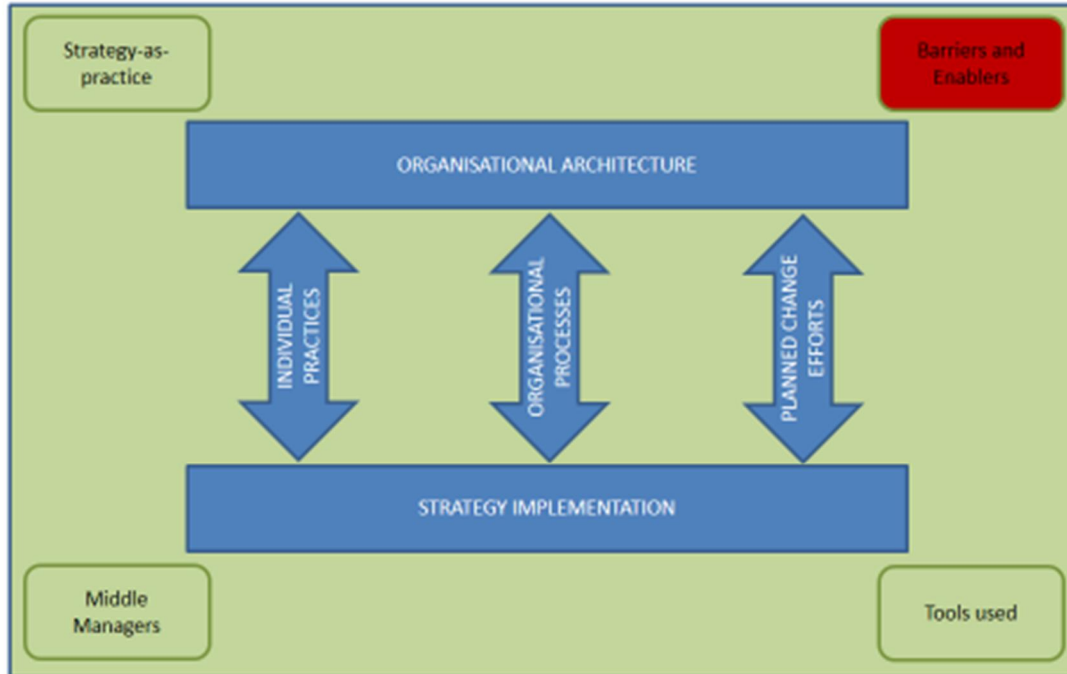 Strategy-as-
practice
Barriers and
Enablers
ORGANISATIONAL ARCHITECTURE
INDIVIDUAL
PRACTICES
ORGANISATIONAL
PROCESSES
PLANNED CHANGE
EFFORTS
STRATEGY IMPLEMENTATION
Middle
Managers
Tools used